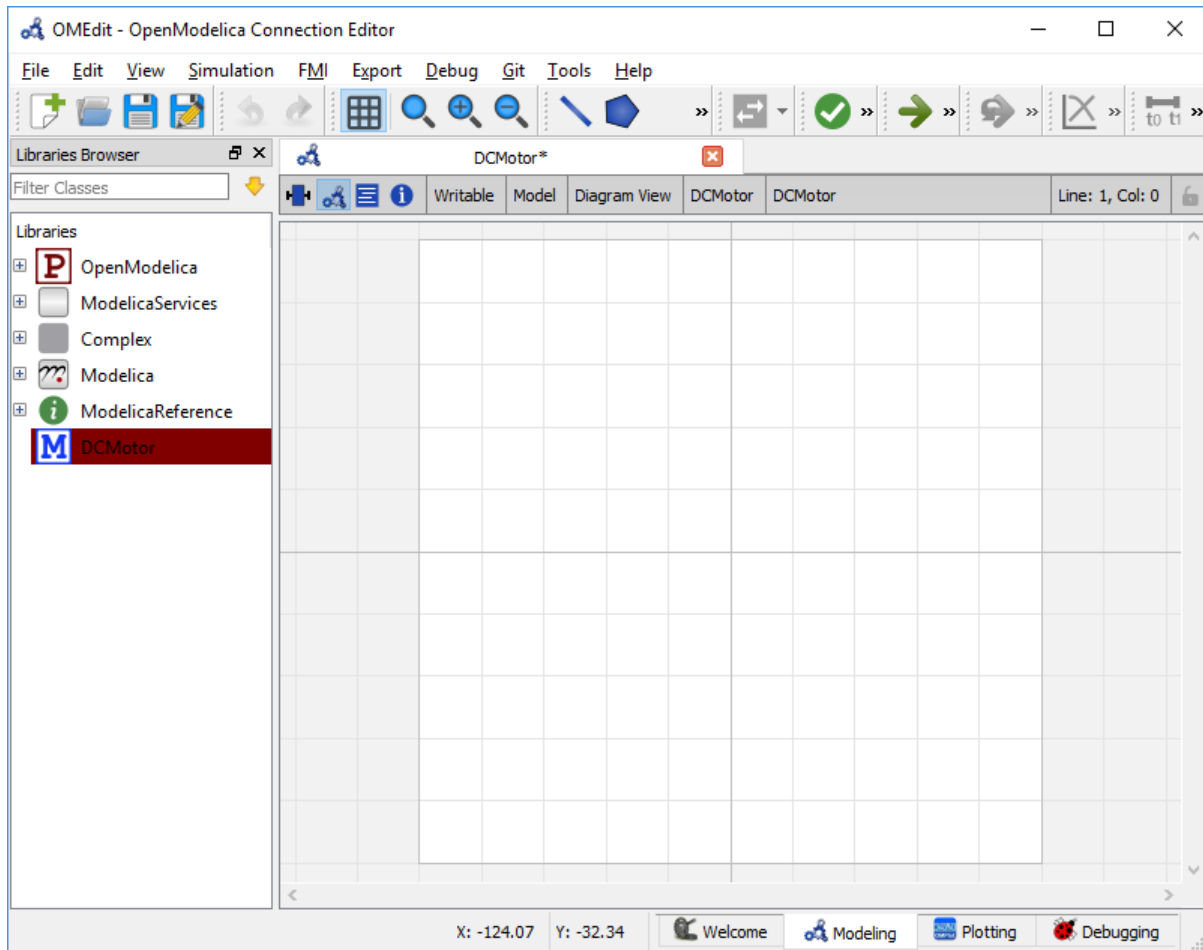 OMEdit - OpenModelica Connection Editor
File Edit View Simulation FMI Export Debug Git Tools Help
to t1
Libraries Browser
DCMotor*
Filter Classes
Writable Model Diagram View DCMotor DCMotor Line: 1, Col: 0
Libraries
P OpenModelica
ModelicaServices
Complex
Modelica
i ModelicaReference
M DCMotor
X: -124.07 Y: -32.34 Welcome Modeling Plotting Debugging